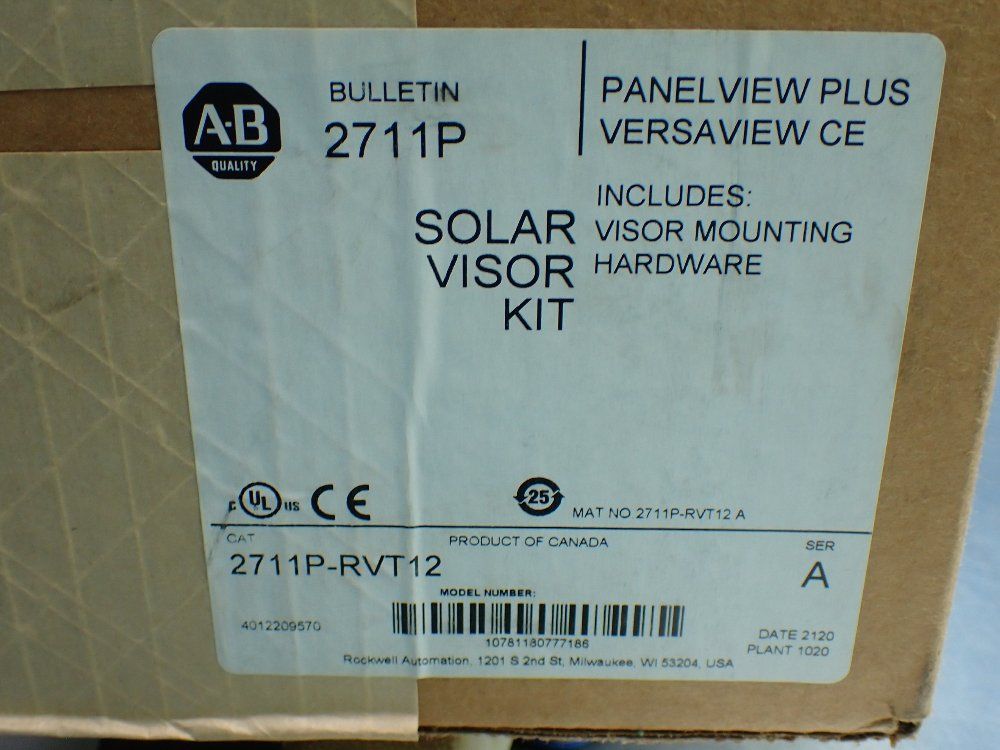 A-B
QUALITY
BULLETIN
2711P
PANELVIEW PLUS
VERSAVIEW CE
SOLAR
VISOR
KIT
INCLUDES:
VISOR MOUNTING
HARDWARE
c UL us CE
25
MAT NO 2711P-RVT12 A
CAT
PRODUCT OF CANADA
SER
2711P-RVT12
A
MODEL NUMBER:
4012209570
10781180777186
DATE 2120
PLANT 1020
Rockwell Automation, 1201 S 2nd St, Milwaukee, WI 53204, USA